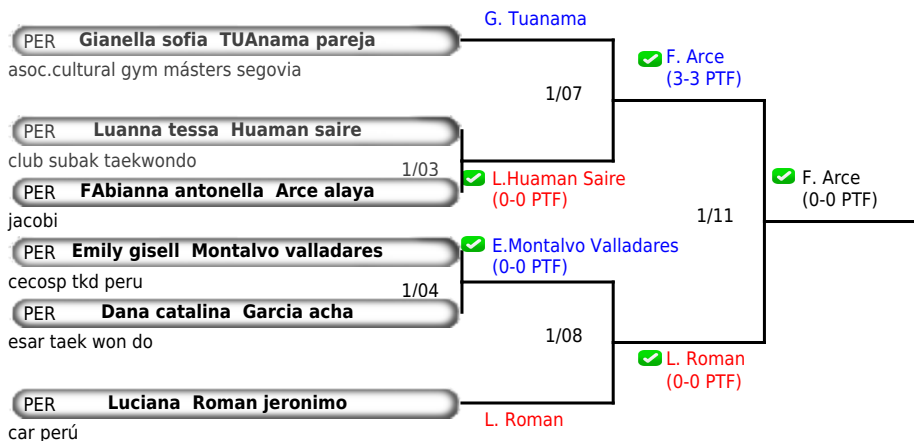 G. Tuanama
PER Gianella sofia TUAnama pareja
asoc.cultural gym másters segovia
F. Arce
(3-3 PTF)
1/07
PER Luanna tessa Huaman saire
club subak taekwondo
1/03
L.Huaman Saire
(0-0 PTF)
PER FAbianna antonella Arce alaya
jacobi
F. Arce
(0-0 PTF)
1/11
PER Emily gisell Montalvo valladares
cecosp tkd peru
E.Montalvo Valladares
(0-0 PTF)
1/04
PER Dana catalina Garcia acha
esar taek won do
1/08
L. Roman
(0-0 PTF)
PER Luciana Roman jeronimo
car perú
L. Roman